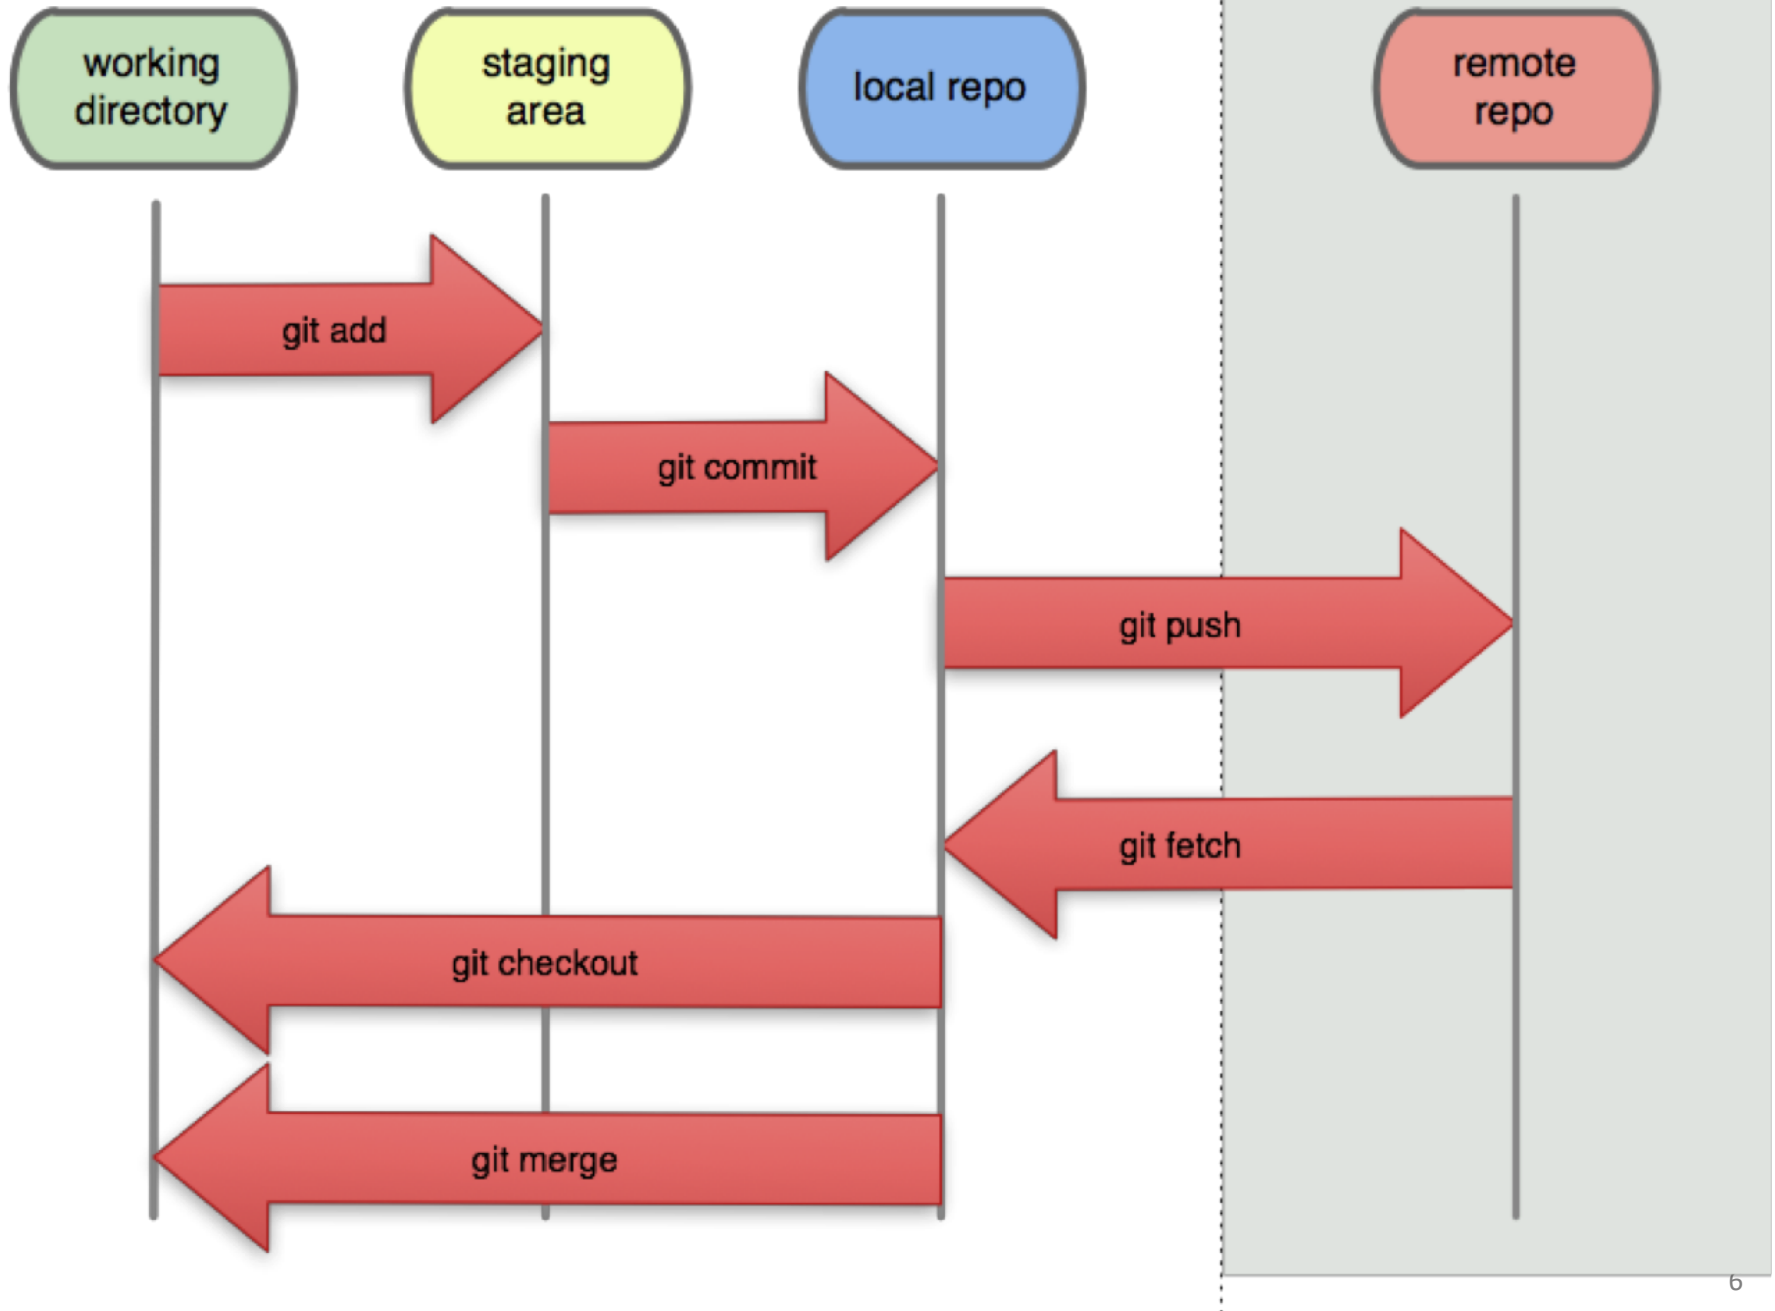 working
directory
staging
area
local repo
remote
repo
git add
git commit
git push
git fetch
git checkout
git merge
6